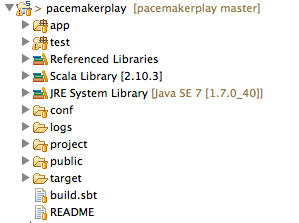 > pacemakerplay [pacemakerplay master]
app
test
Referenced Libraries
Scala Library [2.10.3]
JRE System Library [Java SE 7 [1.7.0_40]]
conf
logs
project
public
target
build.sbt
README